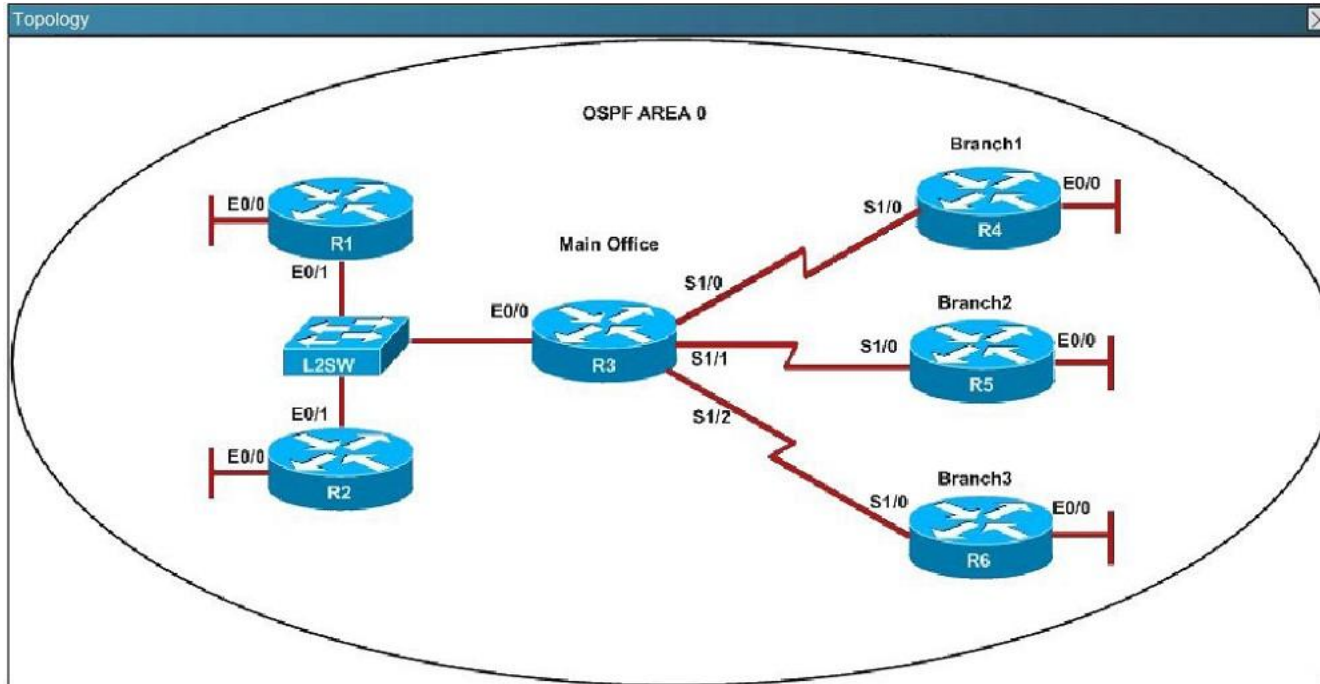 Topology
OSPF AREA 0
Branch1
E0/0
E0/0
S1/0
R1
R4
Main Office
E0/1
S1/0
E0/0
Branch2
S1/0
E0/0
L2SW
R3
S1/1
R5
E0/1
S1/2
E0/0
Branch3
R2
S1/0
E0/0
R6